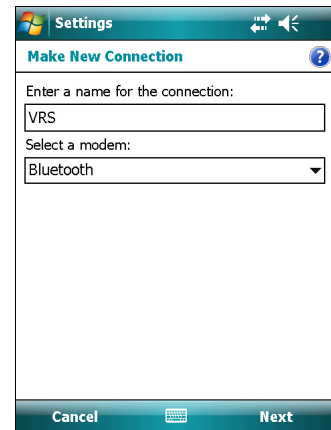 Settings
Make New Connection
?
Enter a name for the connection:
VRS
Select a modem:
Bluetooth
Cancel Next